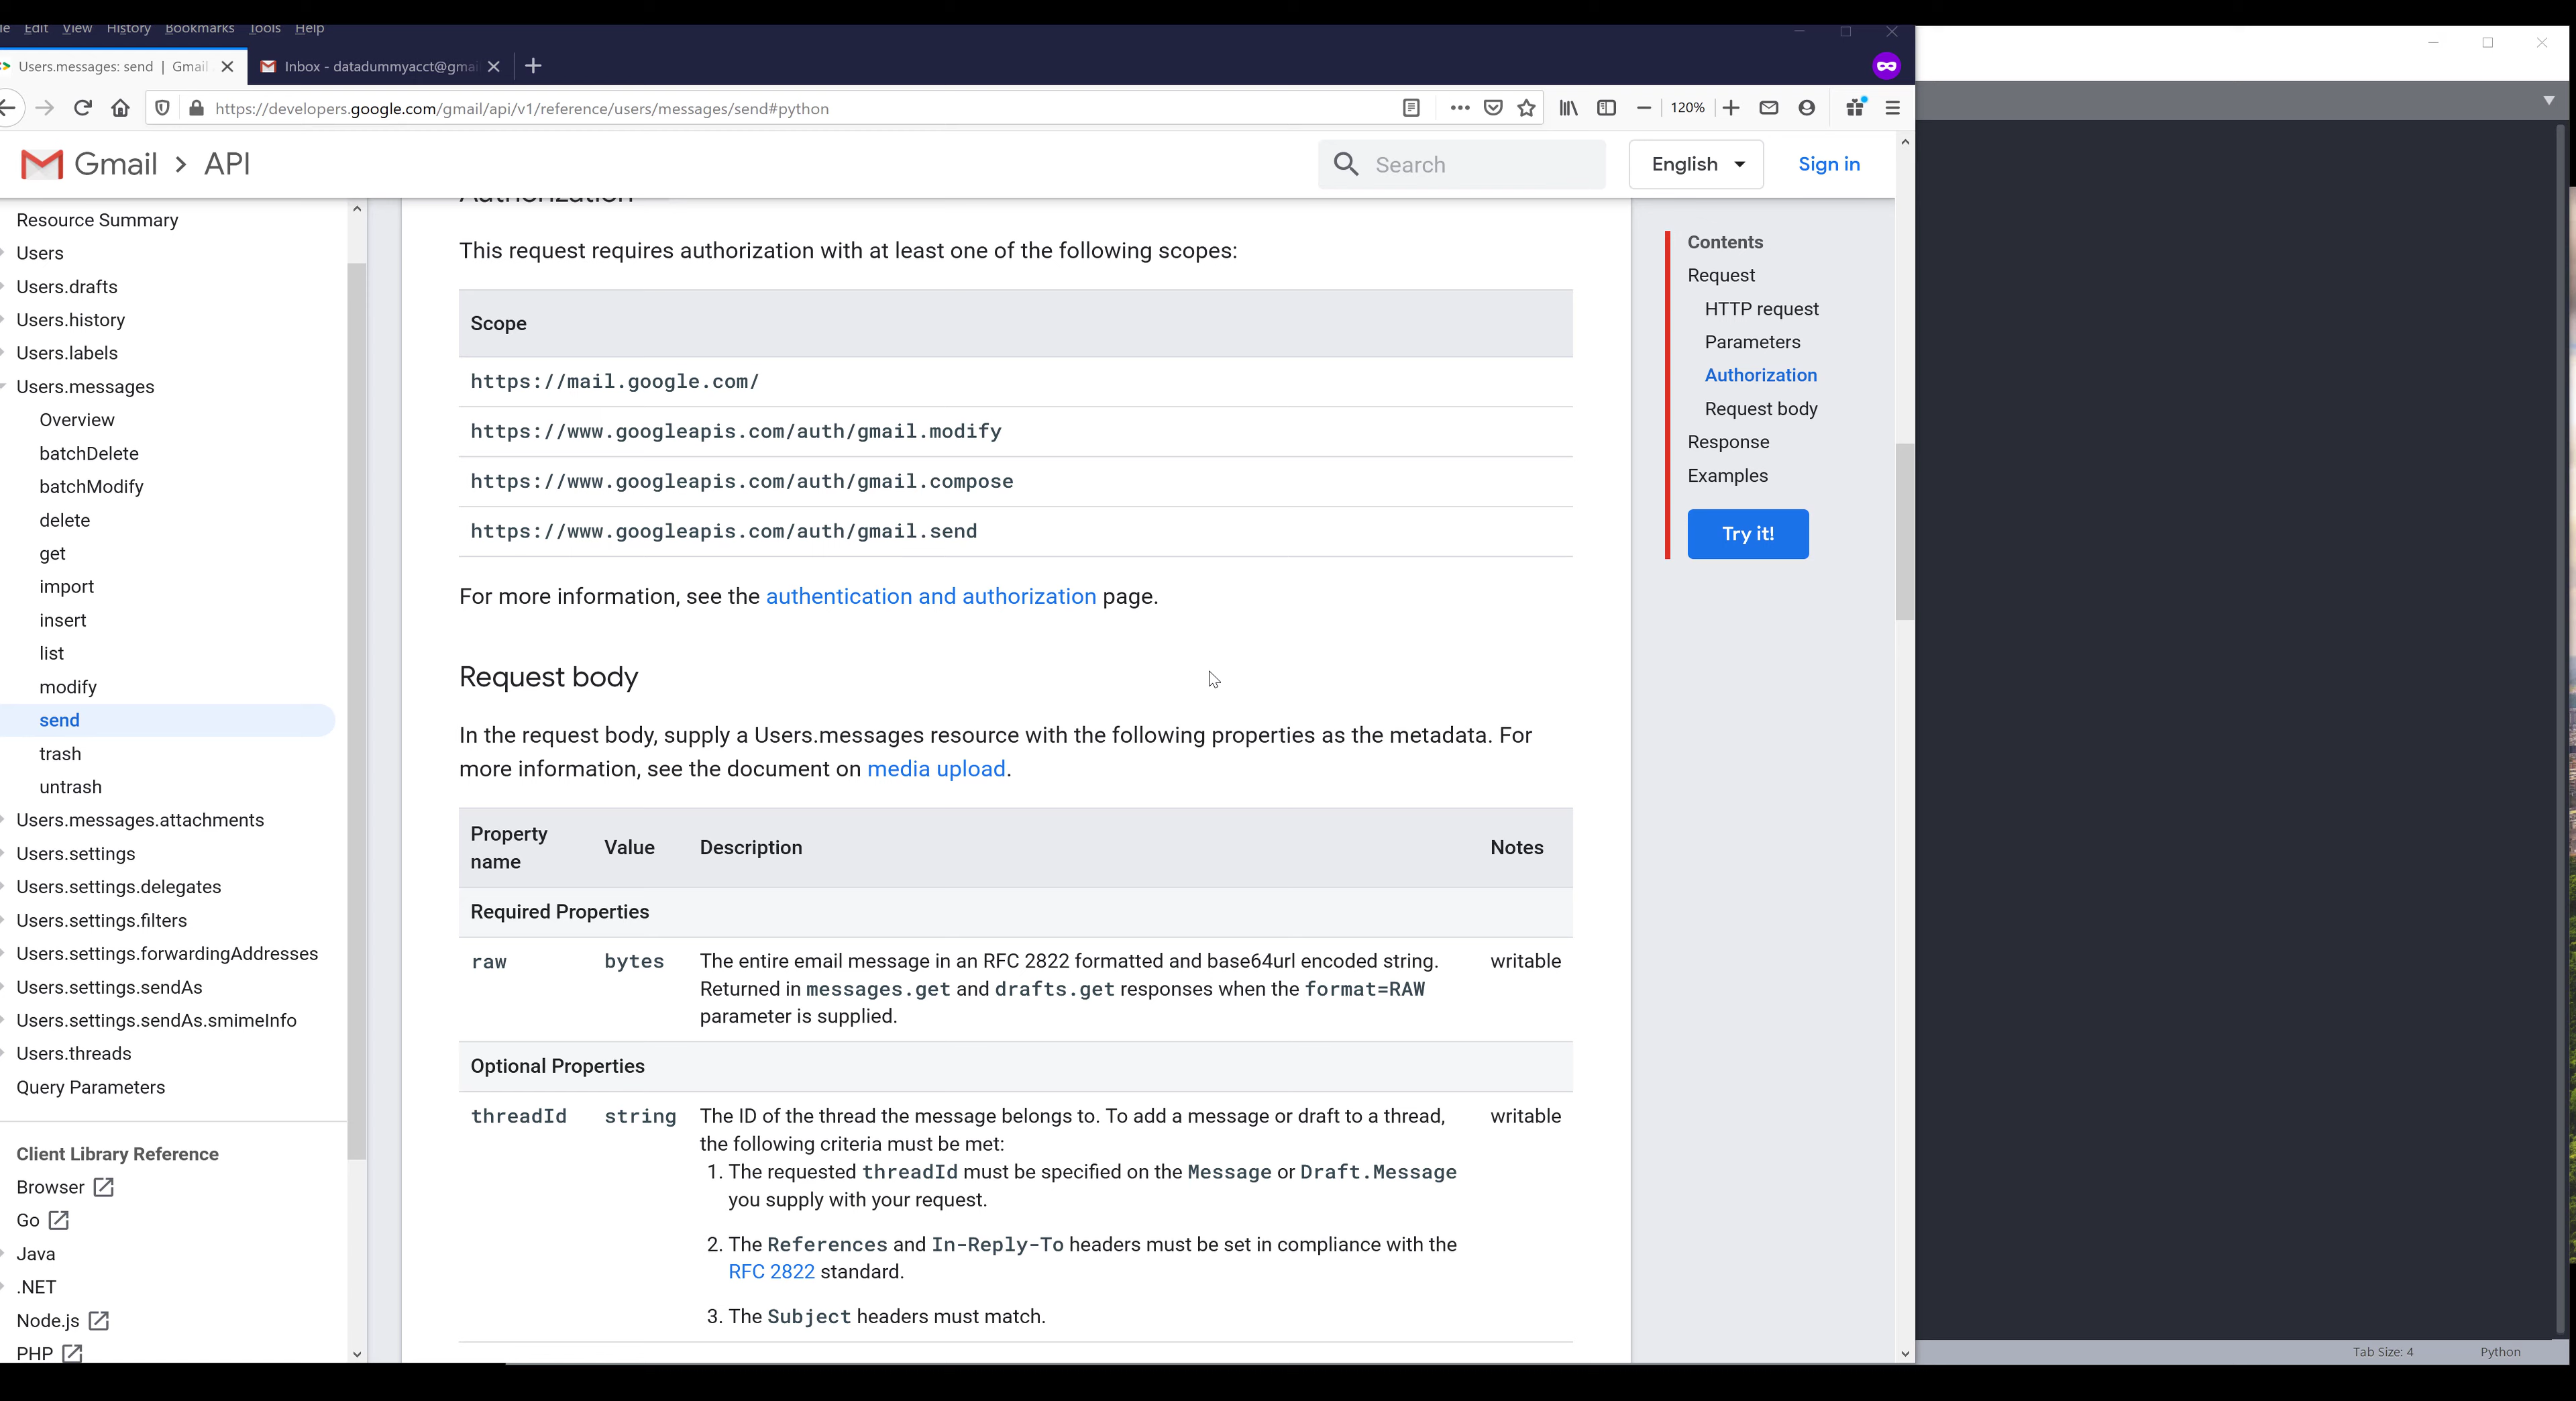 Edit View History Bookmarks Tools Help
Users.messages: send | Gmail
Inbox - datadummyacct@gmai
https://developers.google.com/gmail/api/v1/reference/users/messages/send#python
120%
Gmail > API
Search
English
Sign in
Resource Summary
Users
Users.drafts
Users.history
Users.labels
Users.messages
Overview
batchDelete
batchModify
delete
get
import
insert
list
modify
send
trash
untrash
Users.messages.attachments
Users.settings
Users.settings.delegates
Users.settings.filters
Users.settings.forwardingAddresses
Users.settings.sendAs
Users.settings.sendAs.smimeInfo
Users.threads
Query Parameters
Client Library Reference
Browser
Go
Java
.NET
Node.js
PHP
Authorization
This request requires authorization with at least one of the following scopes:
Scope
https://mail.google.com/
https://www.googleapis.com/auth/gmail.modify
https://www.googleapis.com/auth/gmail.compose
https://www.googleapis.com/auth/gmail.send
For more information, see the authentication and authorization page.
Request body
In the request body, supply a Users.messages resource with the following properties as the metadata. For
more information, see the document on media upload.
Property name Value Description Notes
Required Properties
raw bytes The entire email message in an RFC 2822 formatted and base64url encoded string. writable
Returned in messages.get and drafts.get responses when the format=RAW
parameter is supplied.
Optional Properties
threadId string The ID of the thread the message belongs to. To add a message or draft to a thread, writable
the following criteria must be met:
1. The requested threadId must be specified on the Message or Draft.Message
you supply with your request.
2. The References and In-Reply-To headers must be set in compliance with the
RFC 2822 standard.
3. The Subject headers must match.
Contents
Request
HTTP request
Parameters
Authorization
Request body
Response
Examples
Try it!
Tab Size: 4 Python